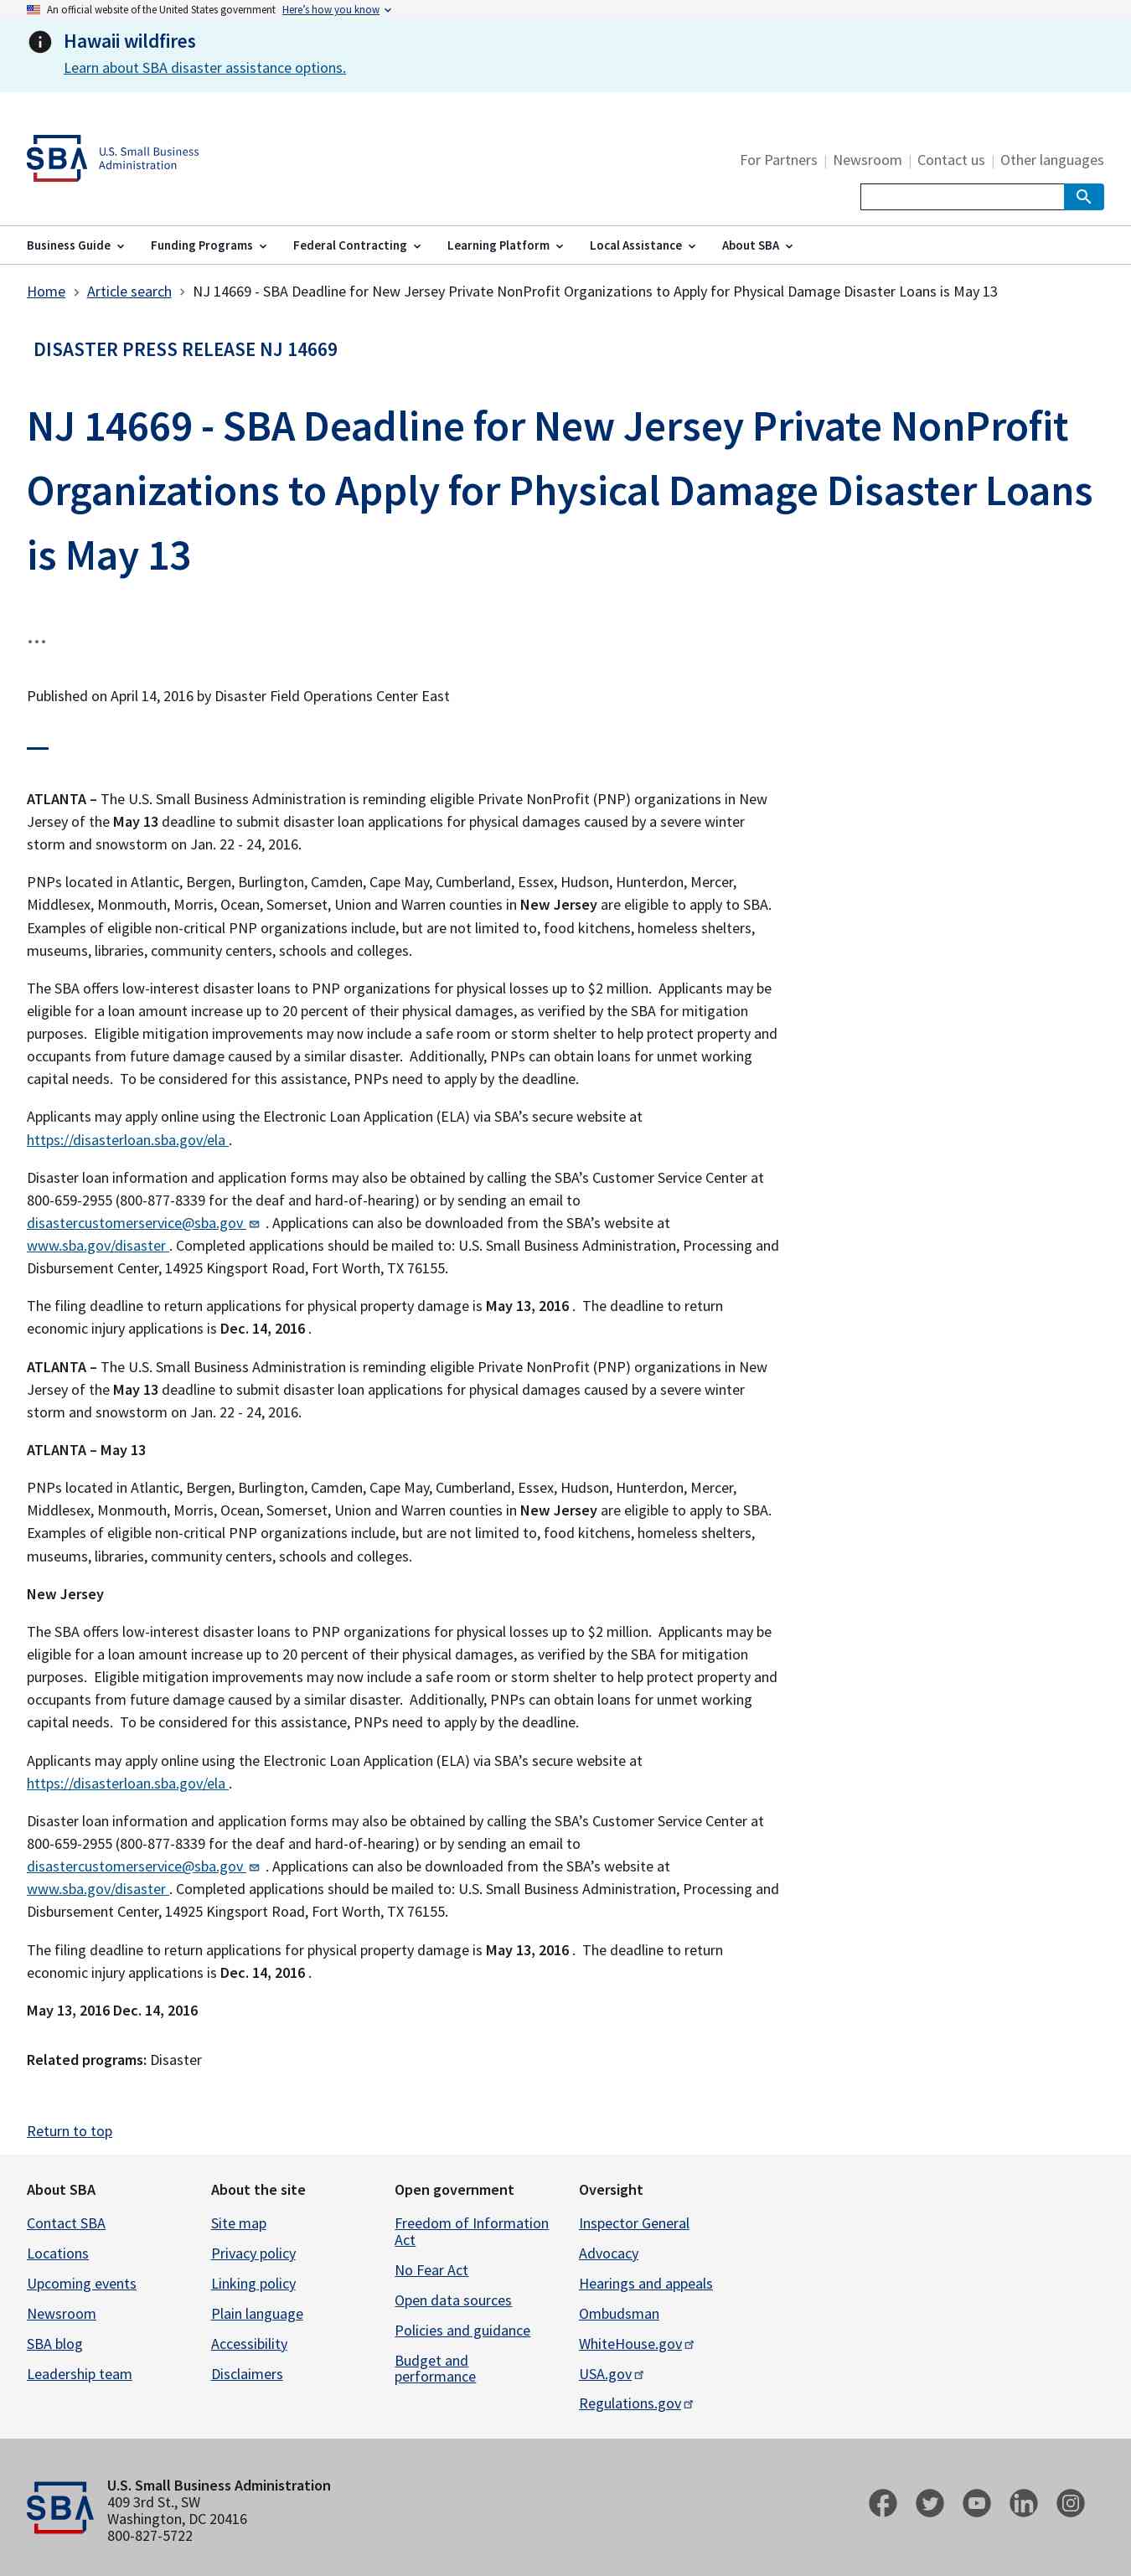 An official website of the United States government Here's how you know
Hawaii wildfires
Learn about SBA disaster assistance options.
SBA U.S. Small Business
Administration
For Partners | Newsroom | Contact us | Other languages
Business Guide Funding Programs Federal Contracting Learning Platform Local Assistance About SBA
Home > Article search > NJ 14669 - SBA Deadline for New Jersey Private NonProfit Organizations to Apply for Physical Damage Disaster Loans is May 13
DISASTER PRESS RELEASE NJ 14669
NJ 14669 - SBA Deadline for New Jersey Private NonProfit
Organizations to Apply for Physical Damage Disaster Loans
is May 13
...
Published on April 14, 2016 by Disaster Field Operations Center East
ATLANTA – The U.S. Small Business Administration is reminding eligible Private NonProfit (PNP) organizations in New
Jersey of the May 13 deadline to submit disaster loan applications for physical damages caused by a severe winter
storm and snowstorm on Jan. 22 - 24, 2016.
PNPs located in Atlantic, Bergen, Burlington, Camden, Cape May, Cumberland, Essex, Hudson, Hunterdon, Mercer,
Middlesex, Monmouth, Morris, Ocean, Somerset, Union and Warren counties in New Jersey are eligible to apply to SBA.
Examples of eligible non-critical PNP organizations include, but are not limited to, food kitchens, homeless shelters,
museums, libraries, community centers, schools and colleges.
The SBA offers low-interest disaster loans to PNP organizations for physical losses up to $2 million. Applicants may be
eligible for a loan amount increase up to 20 percent of their physical damages, as verified by the SBA for mitigation
purposes. Eligible mitigation improvements may now include a safe room or storm shelter to help protect property and
occupants from future damage caused by a similar disaster. Additionally, PNPs can obtain loans for unmet working
capital needs. To be considered for this assistance, PNPs need to apply by the deadline.
Applicants may apply online using the Electronic Loan Application (ELA) via SBA's secure website at
https://disasterloan.sba.gov/ela .
Disaster loan information and application forms may also be obtained by calling the SBA's Customer Service Center at
800-659-2955 (800-877-8339 for the deaf and hard-of-hearing) or by sending an email to
disastercustomerservice@sba.gov . Applications can also be downloaded from the SBA's website at
www.sba.gov/disaster . Completed applications should be mailed to: U.S. Small Business Administration, Processing and
Disbursement Center, 14925 Kingsport Road, Fort Worth, TX 76155.
The filing deadline to return applications for physical property damage is May 13, 2016 . The deadline to return
economic injury applications is Dec. 14, 2016 .
ATLANTA – The U.S. Small Business Administration is reminding eligible Private NonProfit (PNP) organizations in New
Jersey of the May 13 deadline to submit disaster loan applications for physical damages caused by a severe winter
storm and snowstorm on Jan. 22 - 24, 2016.
ATLANTA – May 13
PNPs located in Atlantic, Bergen, Burlington, Camden, Cape May, Cumberland, Essex, Hudson, Hunterdon, Mercer,
Middlesex, Monmouth, Morris, Ocean, Somerset, Union and Warren counties in New Jersey are eligible to apply to SBA.
Examples of eligible non-critical PNP organizations include, but are not limited to, food kitchens, homeless shelters,
museums, libraries, community centers, schools and colleges.
New Jersey
The SBA offers low-interest disaster loans to PNP organizations for physical losses up to $2 million. Applicants may be
eligible for a loan amount increase up to 20 percent of their physical damages, as verified by the SBA for mitigation
purposes. Eligible mitigation improvements may now include a safe room or storm shelter to help protect property and
occupants from future damage caused by a similar disaster. Additionally, PNPs can obtain loans for unmet working
capital needs. To be considered for this assistance, PNPs need to apply by the deadline.
Applicants may apply online using the Electronic Loan Application (ELA) via SBA's secure website at
https://disasterloan.sba.gov/ela .
Disaster loan information and application forms may also be obtained by calling the SBA's Customer Service Center at
800-659-2955 (800-877-8339 for the deaf and hard-of-hearing) or by sending an email to
disastercustomerservice@sba.gov . Applications can also be downloaded from the SBA's website at
www.sba.gov/disaster . Completed applications should be mailed to: U.S. Small Business Administration, Processing and
Disbursement Center, 14925 Kingsport Road, Fort Worth, TX 76155.
The filing deadline to return applications for physical property damage is May 13, 2016 . The deadline to return
economic injury applications is Dec. 14, 2016 .
May 13, 2016 Dec. 14, 2016
Related programs: Disaster
Return to top
About SBA
Contact SBA
Locations
Upcoming events
Newsroom
SBA blog
Leadership team
About the site
Site map
Privacy policy
Linking policy
Plain language
Accessibility
Disclaimers
Open government
Freedom of Information
Act
No Fear Act
Open data sources
Policies and guidance
Budget and
performance
Oversight
Inspector General
Advocacy
Hearings and appeals
Ombudsman
WhiteHouse.gov
USA.gov
Regulations.gov
SBA
U.S. Small Business Administration
409 3rd St., SW
Washington, DC 20416
800-827-5722